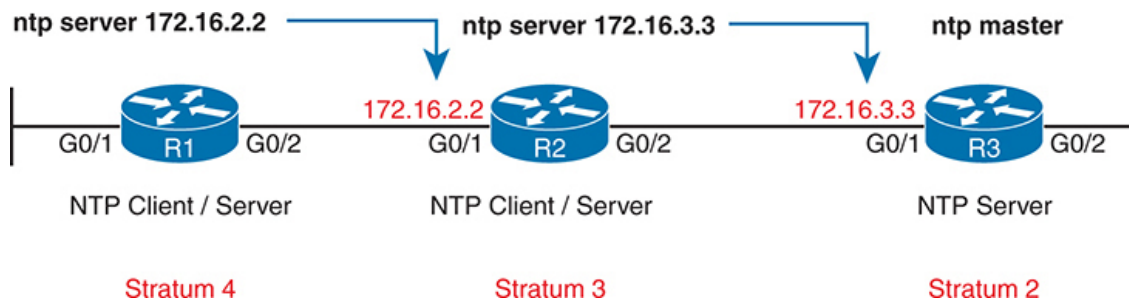 ntp server 172.16.2.2
ntp server 172.16.3.3
ntp master
172.16.2.2
172.16.3.3
G0/1
R1
G0/2
G0/1
R2
G0/2
G0/1
R3
G0/2
NTP Client / Server
NTP Client / Server
NTP Server
Stratum 4
Stratum 3
Stratum 2